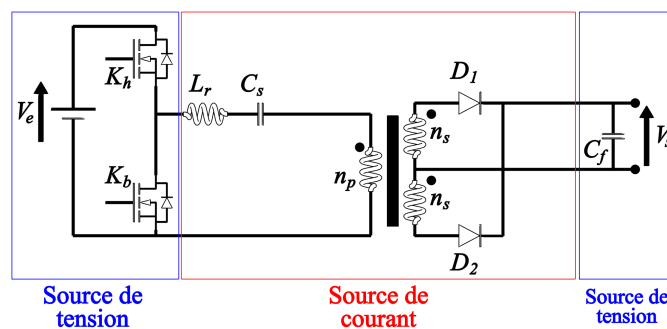 K_h
L_r
C_s
D_1
V_e
n_s
C_f
K_b
n_p
n_s
D_2
Source de
tension
Source de
courant
Source de
tension